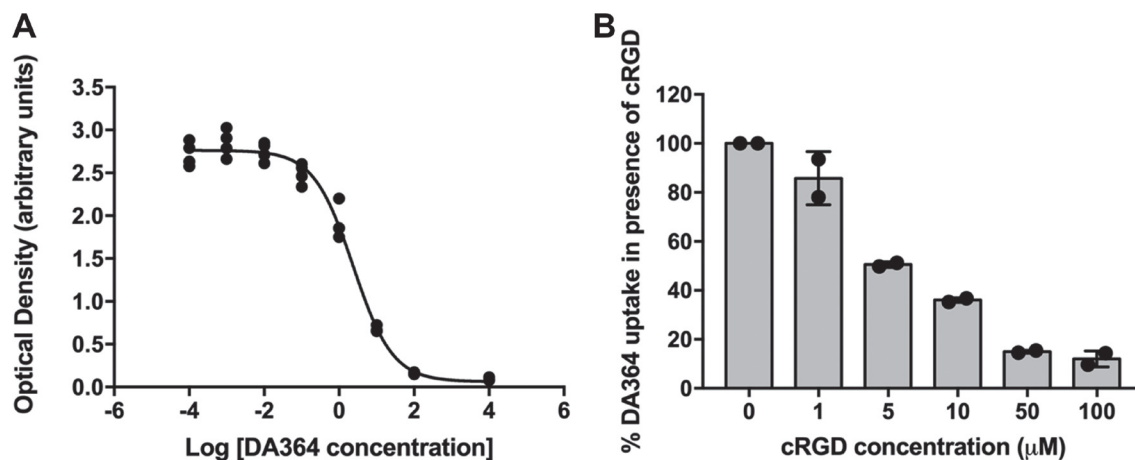 A
Optical Density (arbitrary units)
3.5
3.0
2.5
2.0
1.5
1.0
0.5
0.0
-6 -4 -2 0 2 4 6
Log [DA364 concentration]
B
% DA364 uptake in presence of cRGD
120
100
80
60
40
20
0
0 1 5 10 50 100
cRGD concentration (μM)